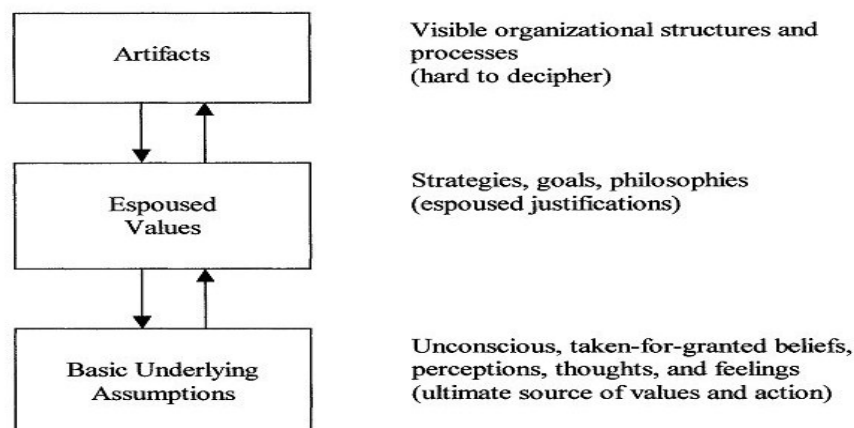 Artifacts
Visible organizational structures and
processes
(hard to decipher)
Espoused
Values
Strategies, goals, philosophies
(espoused justifications)
Basic Underlying
Assumptions
Unconscious, taken-for-granted beliefs,
perceptions, thoughts, and feelings
(ultimate source of values and action)